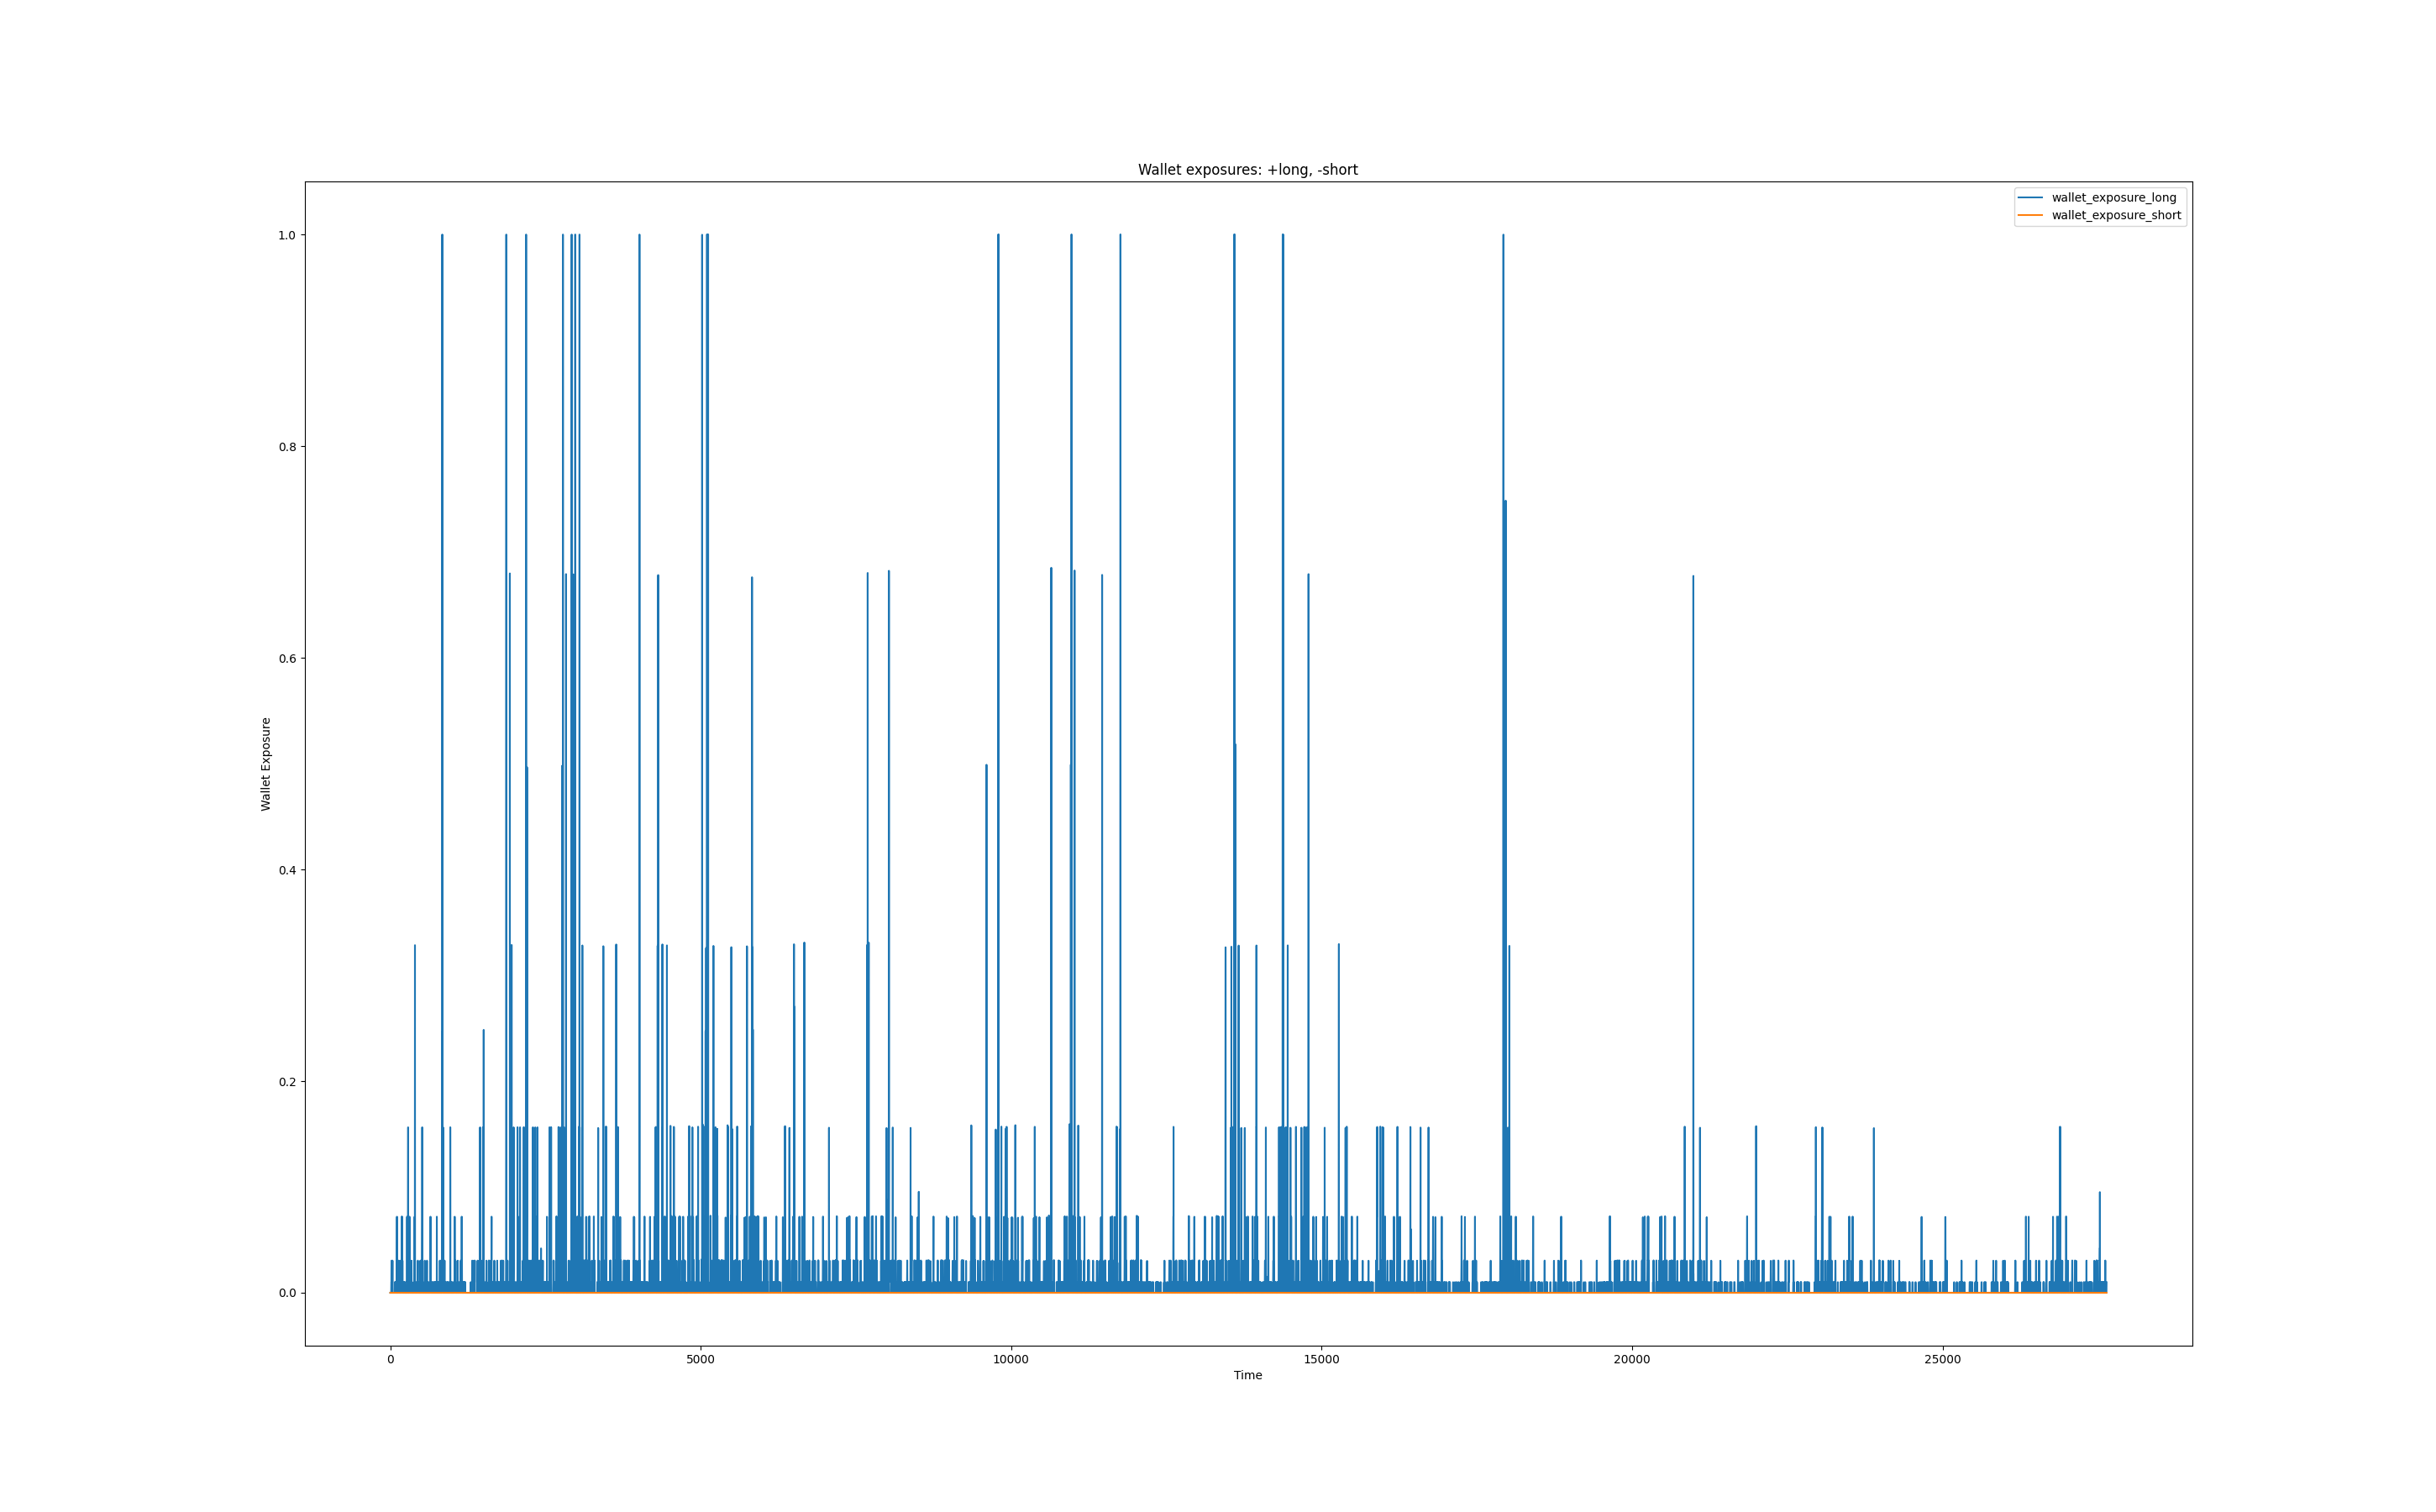 Wallet exposures: +long, -short
wallet_exposure_long
wallet_exposure_short
1.0
0.8
0.6
0.4
0.2
0.0
Wallet Exposure
0 5000 10000 15000 20000 25000
Time